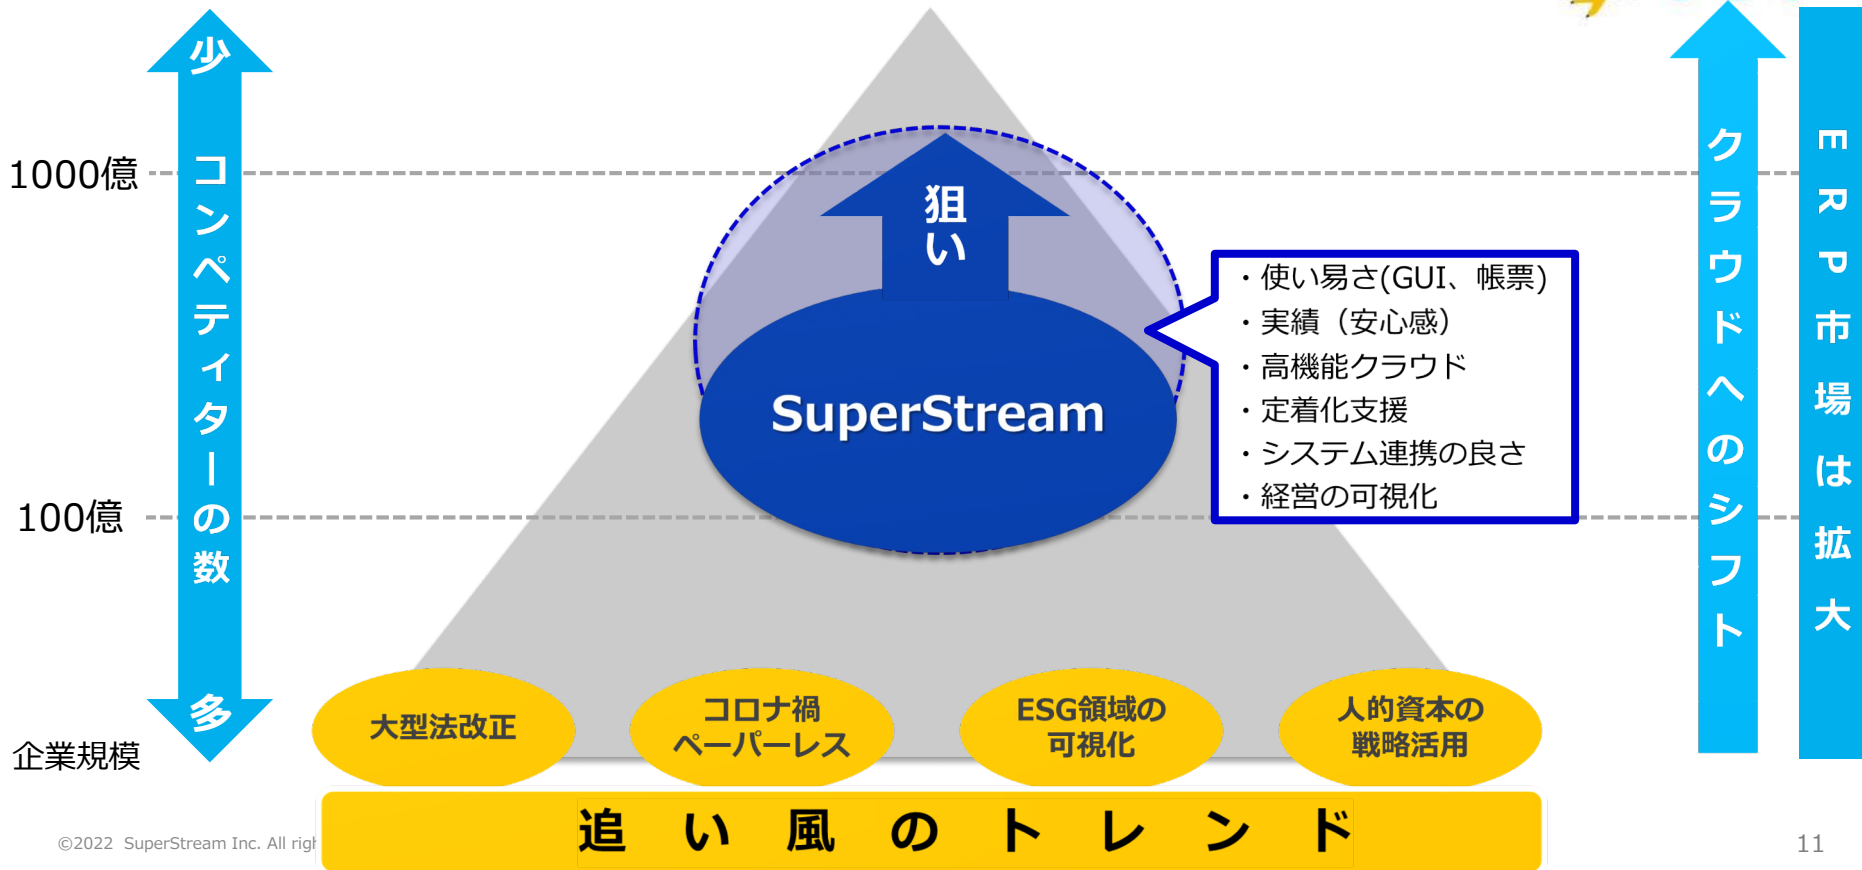 少
コンペティターの数
多
1000億
100億
企業規模
狙い
SuperStream
・使い易さ(GUI、帳票)
・実績（安心感）
・高機能クラウド
・定着化支援
・システム連携の良さ
・経営の可視化
クラウドへのシフト
ERP市場は拡大
大型法改正
コロナ禍
ペーパーレス
ESG領域の
可視化
人的資本の
戦略活用
追い風のトレンド
©2022 SuperStream Inc. All
11